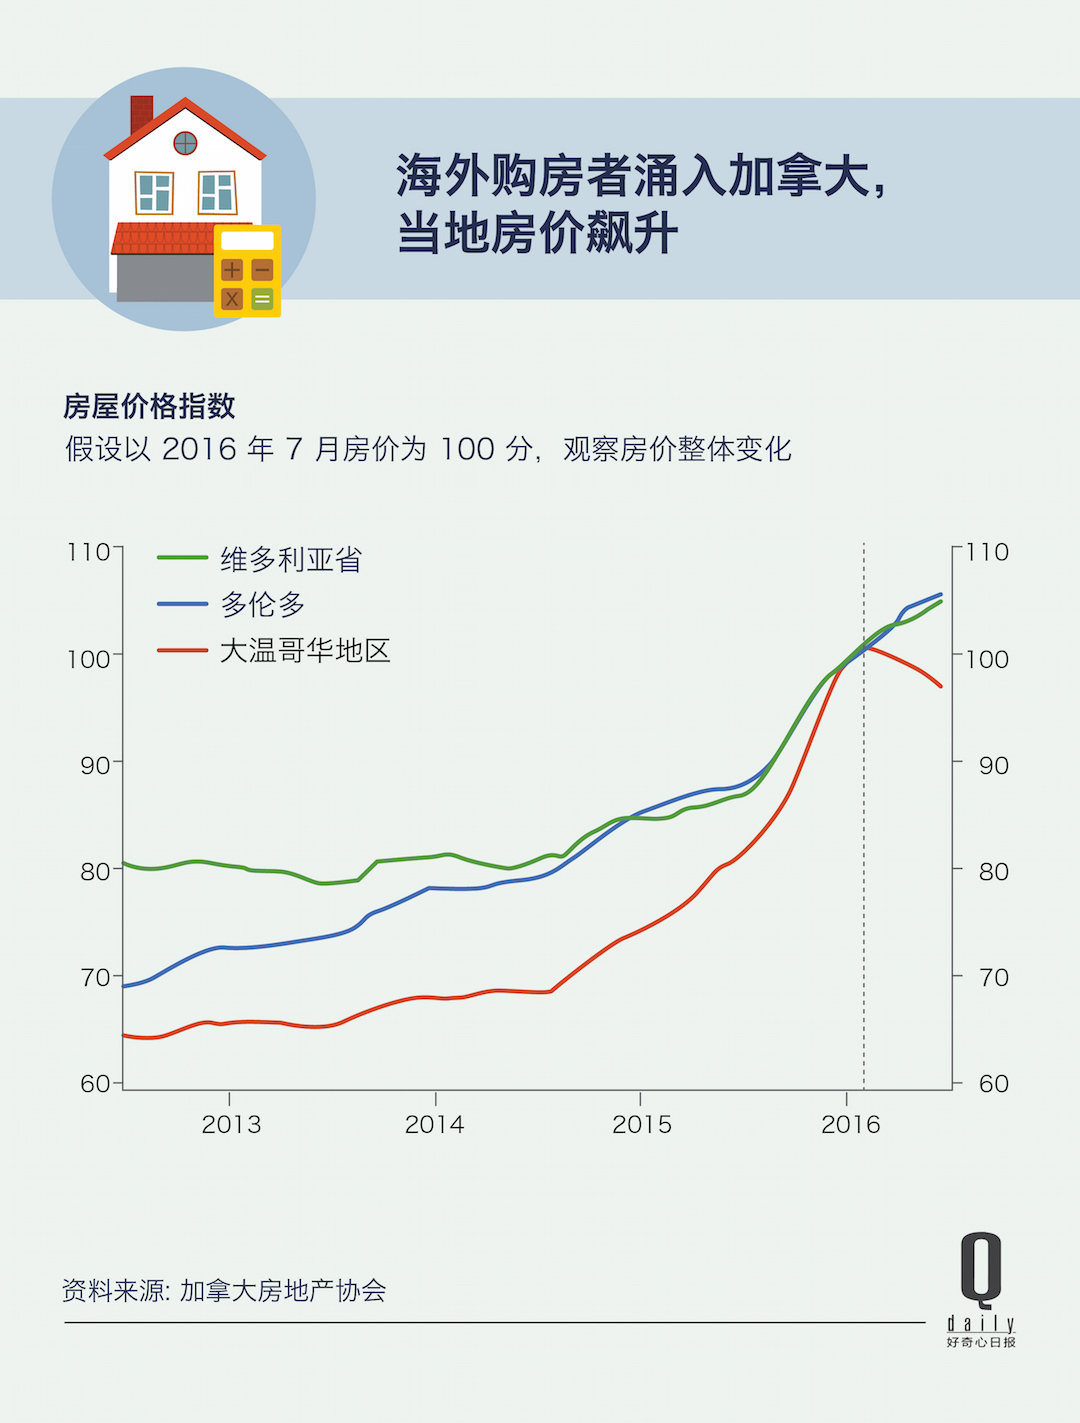 海外购房者涌入加拿大，
当地房价飙升
房屋价格指数
假设以 2016 年 7 月房价为 100 分，观察房价整体变化
110
100
90
80
70
60
维多利亚省
多伦多
大温哥华地区
110
100
90
80
70
60
2013 2014 2015 2016
资料来源: 加拿大房地产协会
Q
daily
好奇心日报
+ −
X =